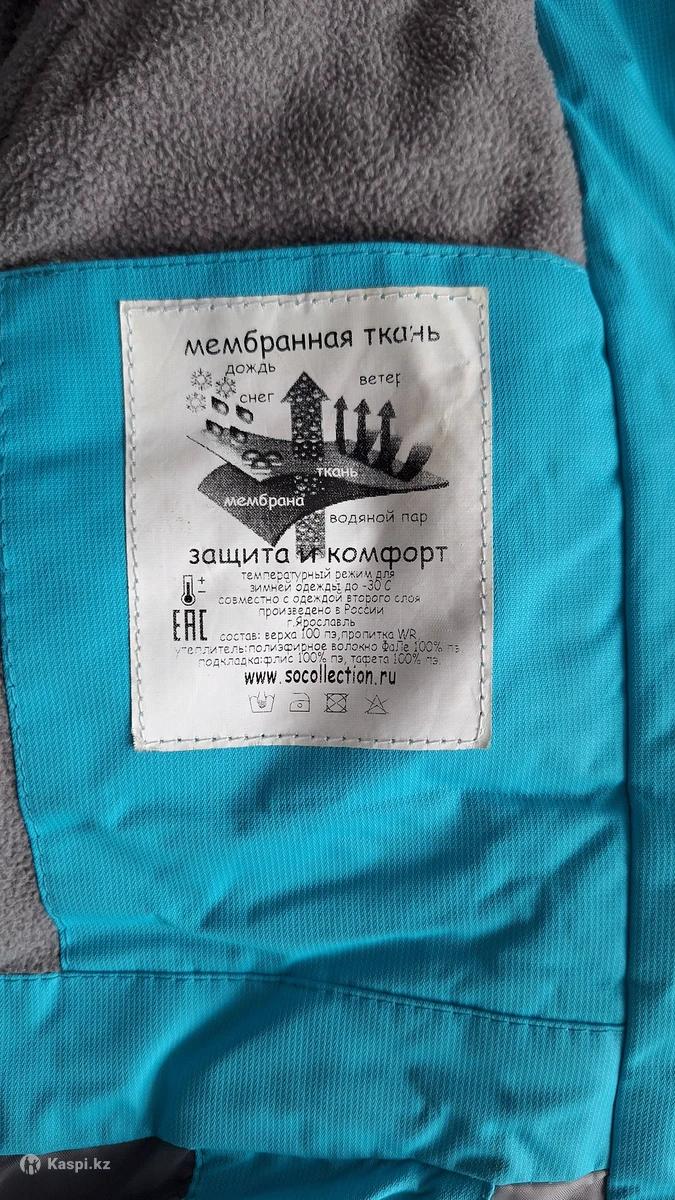 мембранная ткань
дождь
ветер
снег
ткань
мембрана
водяной пар
защита и комфорт
температурный режим для
зимней одежды до -30 С
совместно с одеждой второго слоя
произведено в России
г.Ярославль
EAC
состав: верха 100 пэ,пропитка WR
утеплитель:полиэфирное волокно ФаЛе 100% пэ
подкладка:флис 100% пэ, тафета 100% пэ.
www.socollection.ru
Kaspi.kz